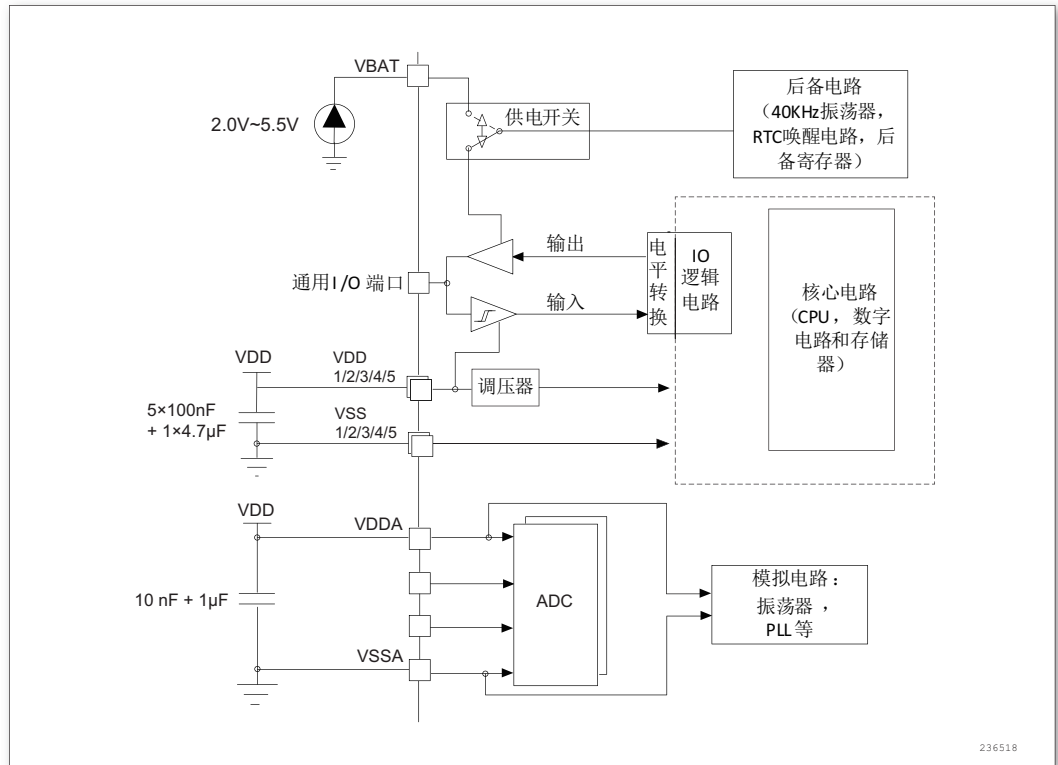 VBAT
2.0V~5.5V
供电开关
后备电路
（40KHz振荡器，
RTC唤醒电路，后
备寄存器）
输出
通用I/O 端口
输入
电
平
转
换
IO
逻辑
电路
核心电路
（CPU， 数字
电路和存储
器）
VDD
VDD
1/2/3/4/5
调压器
5×100nF
+ 1×4.7μF
VSS
1/2/3/4/5
VDD
VDDA
10 nF + 1μF
ADC
VSSA
模拟电路：
振荡器，
PLL等
236518